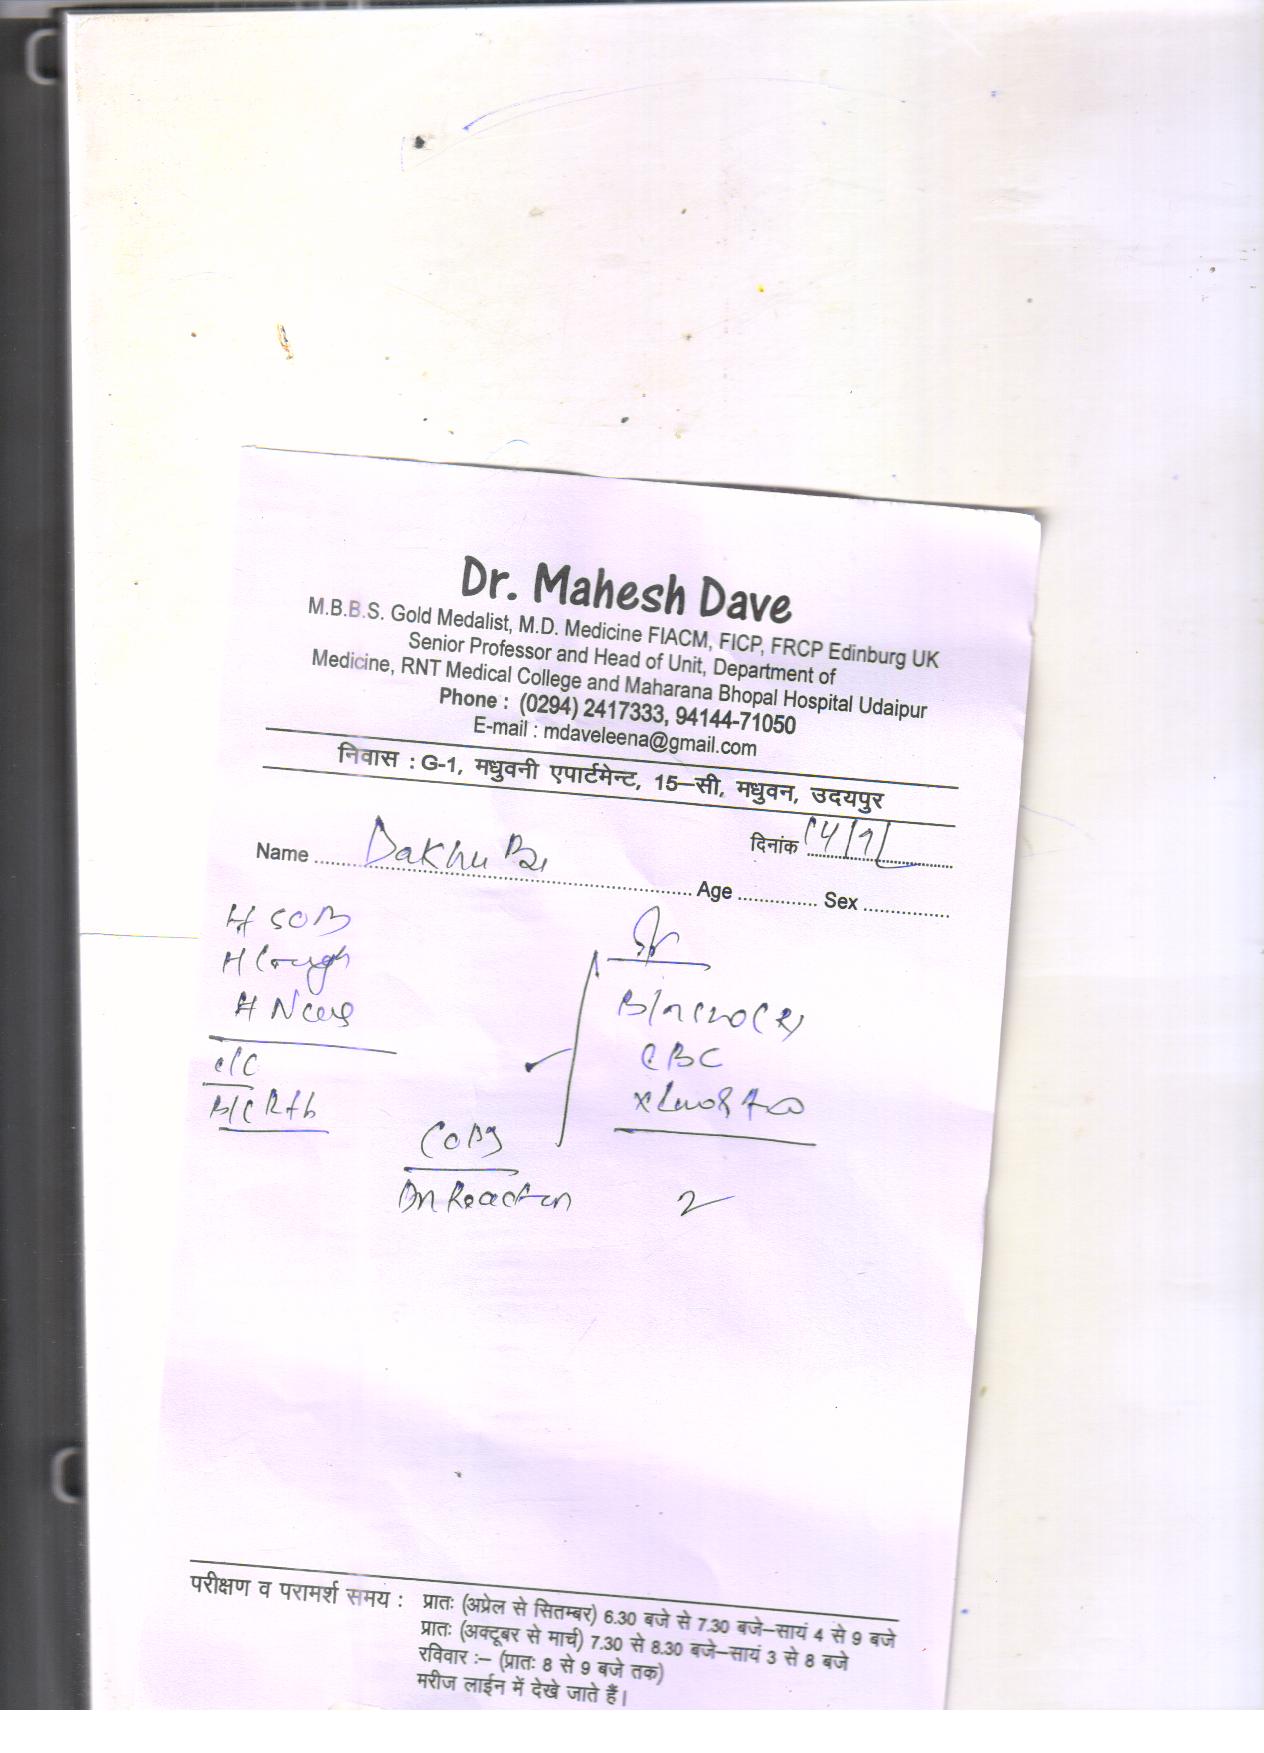 Dr. Mahesh Dave
M.B.B.S. Gold Medalist, M.D. Medicine FIACM, FICP, FRCP Edinburg UK
Senior Professor and Head of Unit, Department of
Medicine, RNT Medical College and Maharana Bhopal Hospital Udaipur
Phone : (0294) 2417333, 94144-71050
E-mail : mdaveleena@gmail.com
निवास : G-1, मधुवनी एपार्टमेन्ट, 15–सी, मधुवन, उदयपुर
दिनांक
Name Dakhu Age Sex
H SOB
H Cough
H
CBC
Reaction
परीक्षण व परामर्श समय : प्रातः (अप्रेल से सितम्बर) 6.30 बजे से 7.30 बजे–सायं 4 से 9 बजे
प्रातः (अक्टूबर से मार्च) 7.30 से 8.30 बजे–सायं 3 से 8 बजे
रविवार :– (प्रातः 8 से 9 बजे तक)
मरीज लाईन में देखे जाते हैं।